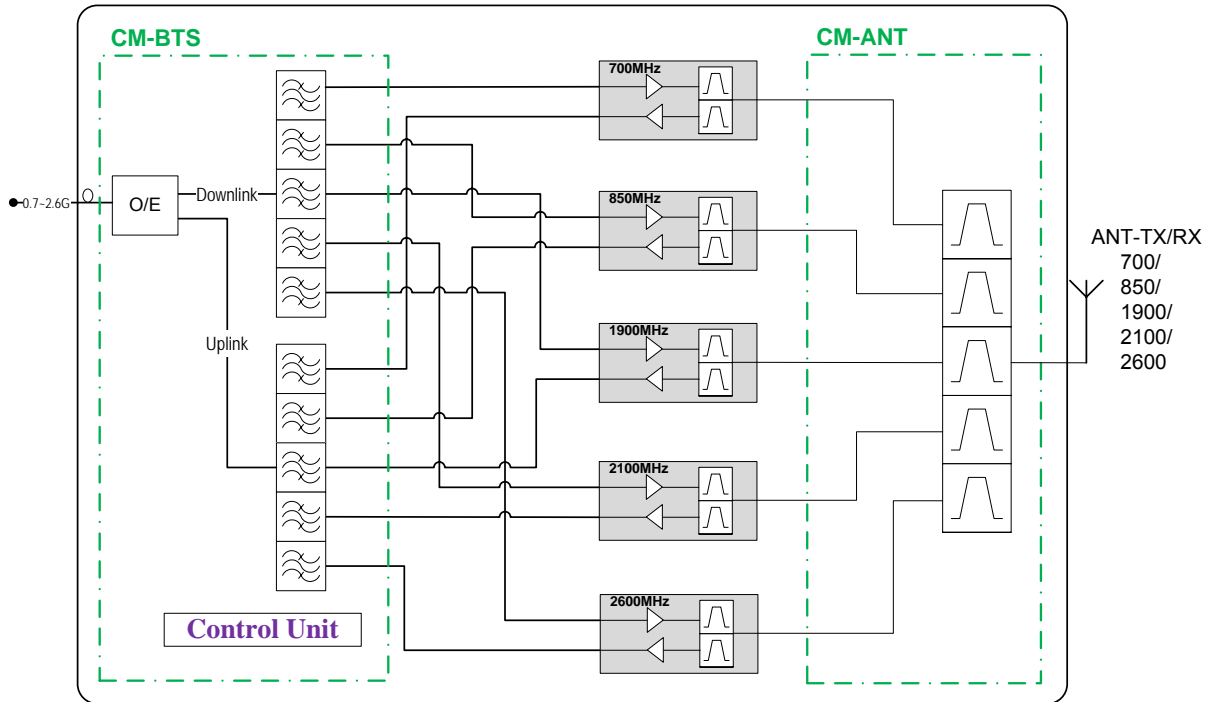 CM-BTS
CM-ANT
700MHz
850MHz
O/E
Downlink
0.7~2.6G
ANT-TX/RX
700/
850/
1900/
2100/
2600
1900MHz
Uplink
2100MHz
2600MHz
Control Unit